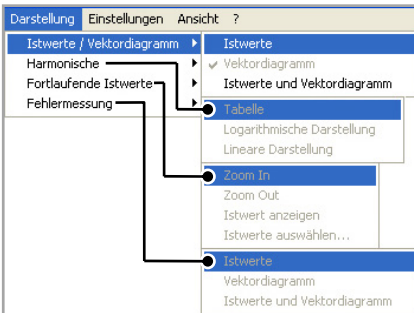 Darstellung Einstellungen Ansicht ?
Istwerte / Vektordiagramm
Harmonische
Fortlaufende Istwerte
Fehlermessung
Istwerte
Vektordiagramm
Istwerte und Vektordiagramm
Tabelle
Logarithmische Darstellung
Lineare Darstellung
Zoom In
Zoom Out
Istwert anzeigen
Istwerte auswählen...
Istwerte
Vektordiagramm
Istwerte und Vektordiagramm